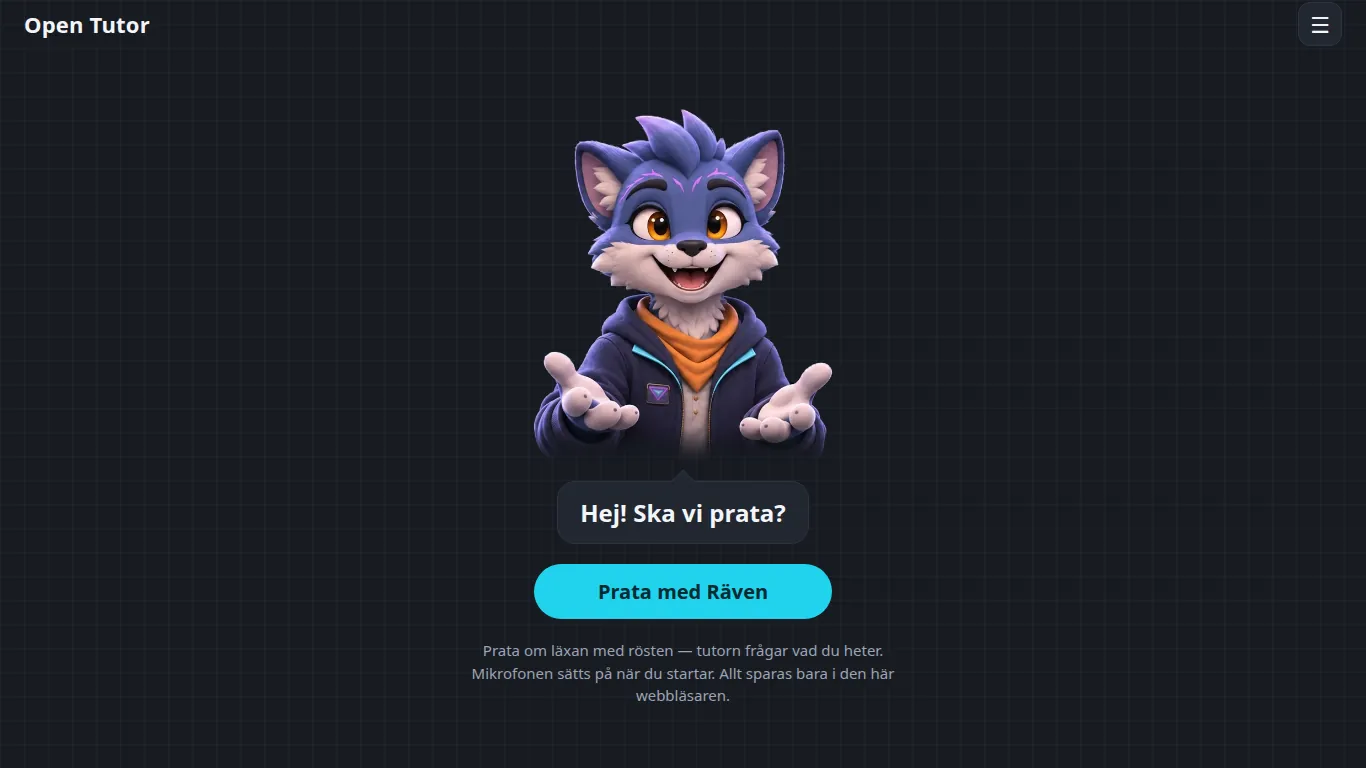 Open Tutor
Hej! Ska vi prata?
Prata med Räven
Prata om läxan med rösten — tutorn frågar vad du heter.
Mikrofonen sätts på när du startar. Allt sparas bara i den här
webbläsaren.